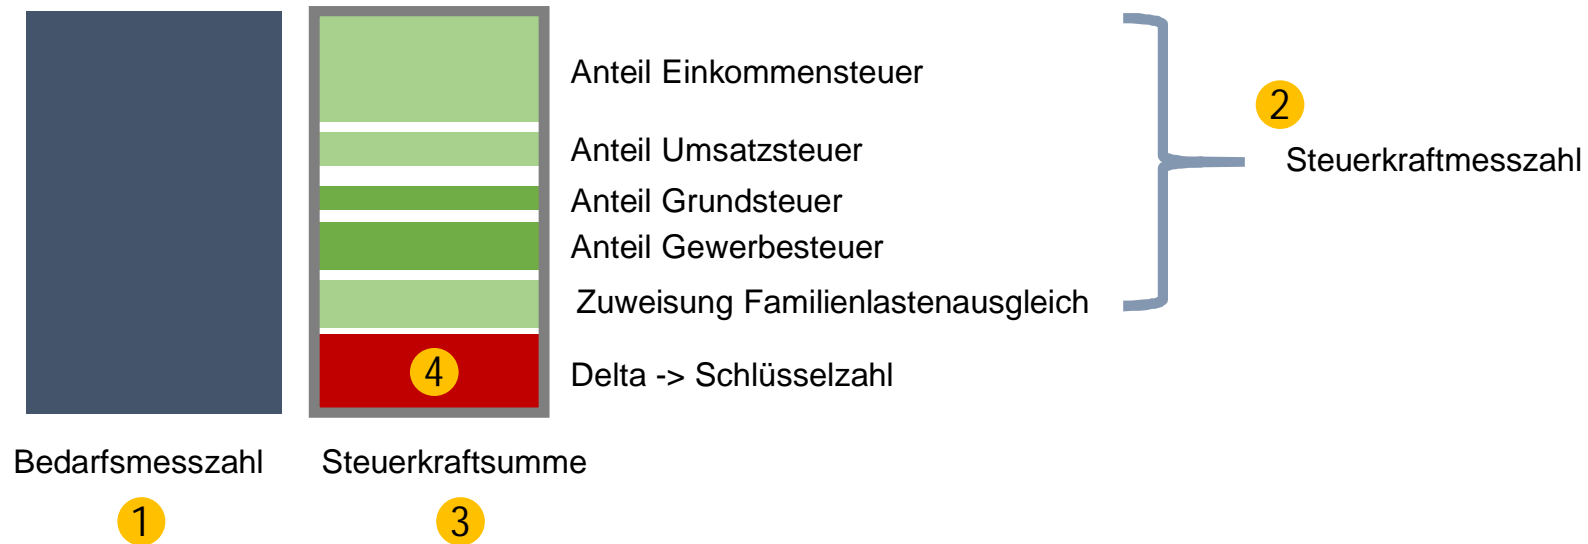 Anteil Einkommensteuer
2
Anteil Umsatzsteuer
Steuerkraftmesszahl
Anteil Grundsteuer
Anteil Gewerbesteuer
Zuweisung Familienlastenausgleich
4
Delta -> Schlüsselzahl
Bedarfsmesszahl
Steuerkraftsumme
1
3